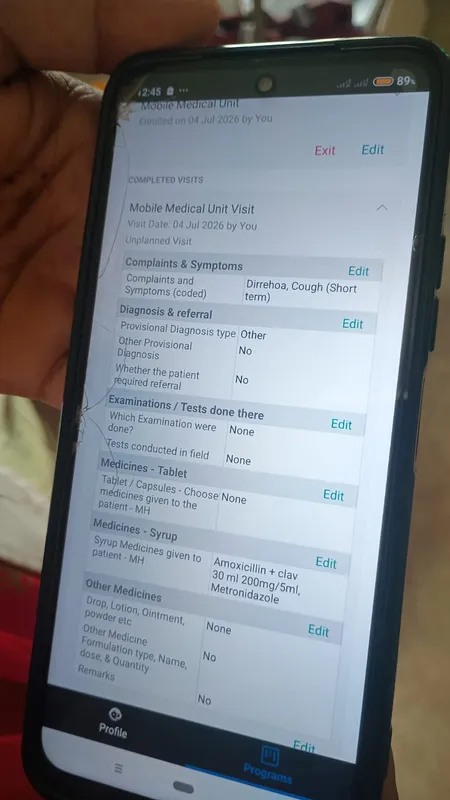 12:45
89%
Mobile Medical Unit
Enrolled on 04 Jul 2026 by You
Exit Edit
COMPLETED VISITS
Mobile Medical Unit Visit
Visit Date: 04 Jul 2026 by You
Unplanned Visit
Complaints & Symptoms Edit
Complaints and
Symptoms (coded)
Dirrehoa, Cough (Short
term)
Diagnosis & referral Edit
Provisional Diagnosis type Other
Other Provisional
Diagnosis
No
Whether the patient
required referral
No
Examinations / Tests done there Edit
Which Examination were
done?
None
Tests conducted in field None
Medicines - Tablet Edit
Tablet / Capsules - Choose
medicines given to the
patient - MH
None
Medicines - Syrup Edit
Syrup Medicines given to
patient - MH
Amoxicillin + clav
30 ml 200mg/5ml,
Metronidazole
Other Medicines Edit
Drop, Lotion, Ointment,
powder etc
None
Other Medicine
Formulation type, Name,
dose, & Quantity
No
Remarks
No
Edit
Profile
Programs